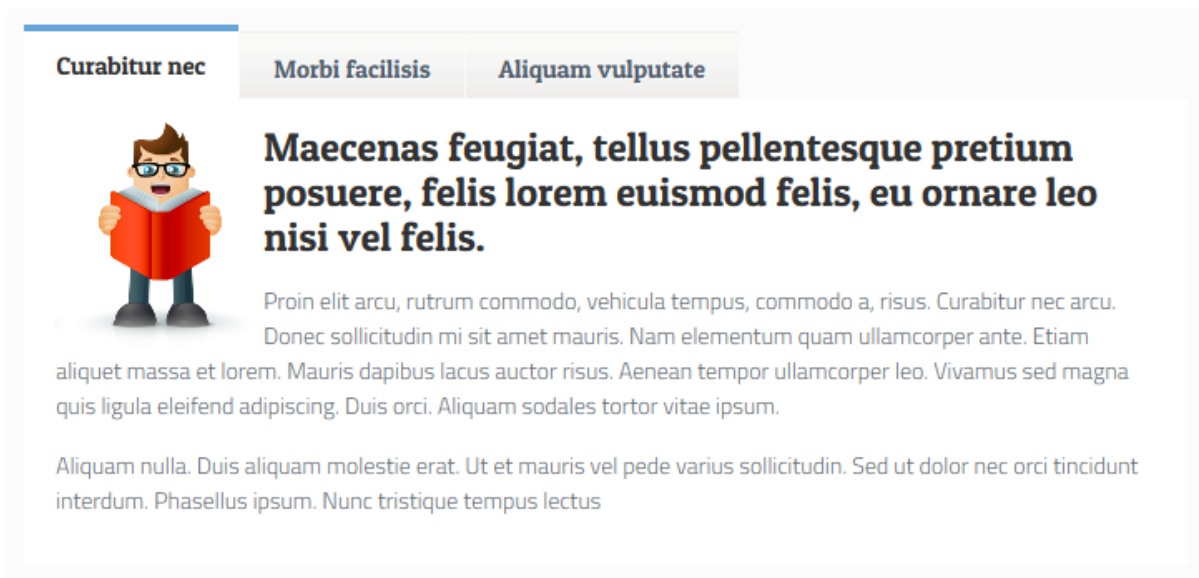 Curabitur nec
Morbi facilisis
Aliquam vulputate
Maecenas feugiat, tellus pellentesque pretium
posuere, felis lorem euismod felis, eu ornare leo
nisi vel felis.
Proin elit arcu, rutrum commodo, vehicula tempus, commodo a, risus. Curabitur nec arcu.
Donec sollicitudin mi sit amet mauris. Nam elementum quam ullamcorper ante. Etiam
aliquet massa et lorem. Mauris dapibus lacus auctor risus. Aenean tempor ullamcorper leo. Vivamus sed magna
quis ligula eleifend adipiscing. Duis orci. Aliquam sodales tortor vitae ipsum.
Aliquam nulla. Duis aliquam molestie erat. Ut et mauris vel pede varius sollicitudin. Sed ut dolor nec orci tincidunt
interdum. Phasellus ipsum. Nunc tristique tempus lectus